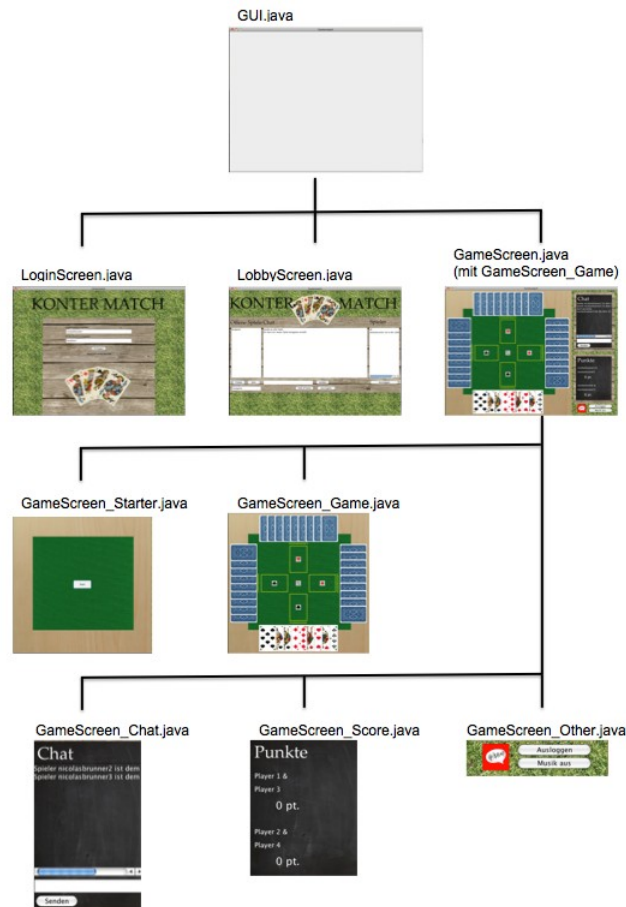 GUI.java
LoginScreen.java
LobbyScreen.java
GameScreen.java
(mit GameScreen_Game)
KONTER MATCH
KONTER MATCH
Chat
Punkte
GameScreen_Starter.java
GameScreen_Game.java
GameScreen_Chat.java
GameScreen_Score.java
GameScreen_Other.java
Chat
Spieler nicolasbrunner2 ist dem
Spieler nicolasbrunner3 ist dem
Senden
Punkte
Player 1 &
Player 3
0 pt.
Player 2 &
Player 4
0 pt.
Ausloggen
Musik aus